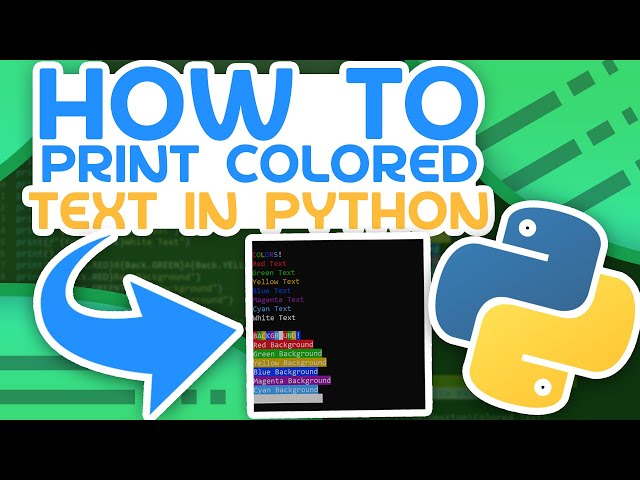 HOW TO
PRINT COLORED
TEXT IN PYTHON
COLORS!
Red Text
Green Text
Yellow Text
Blue Text
Magenta Text
Cyan Text
White Text
BACKGROUND!
Red Background
Green Background
Yellow Background
Blue Background
Magenta Background
Cyan Background